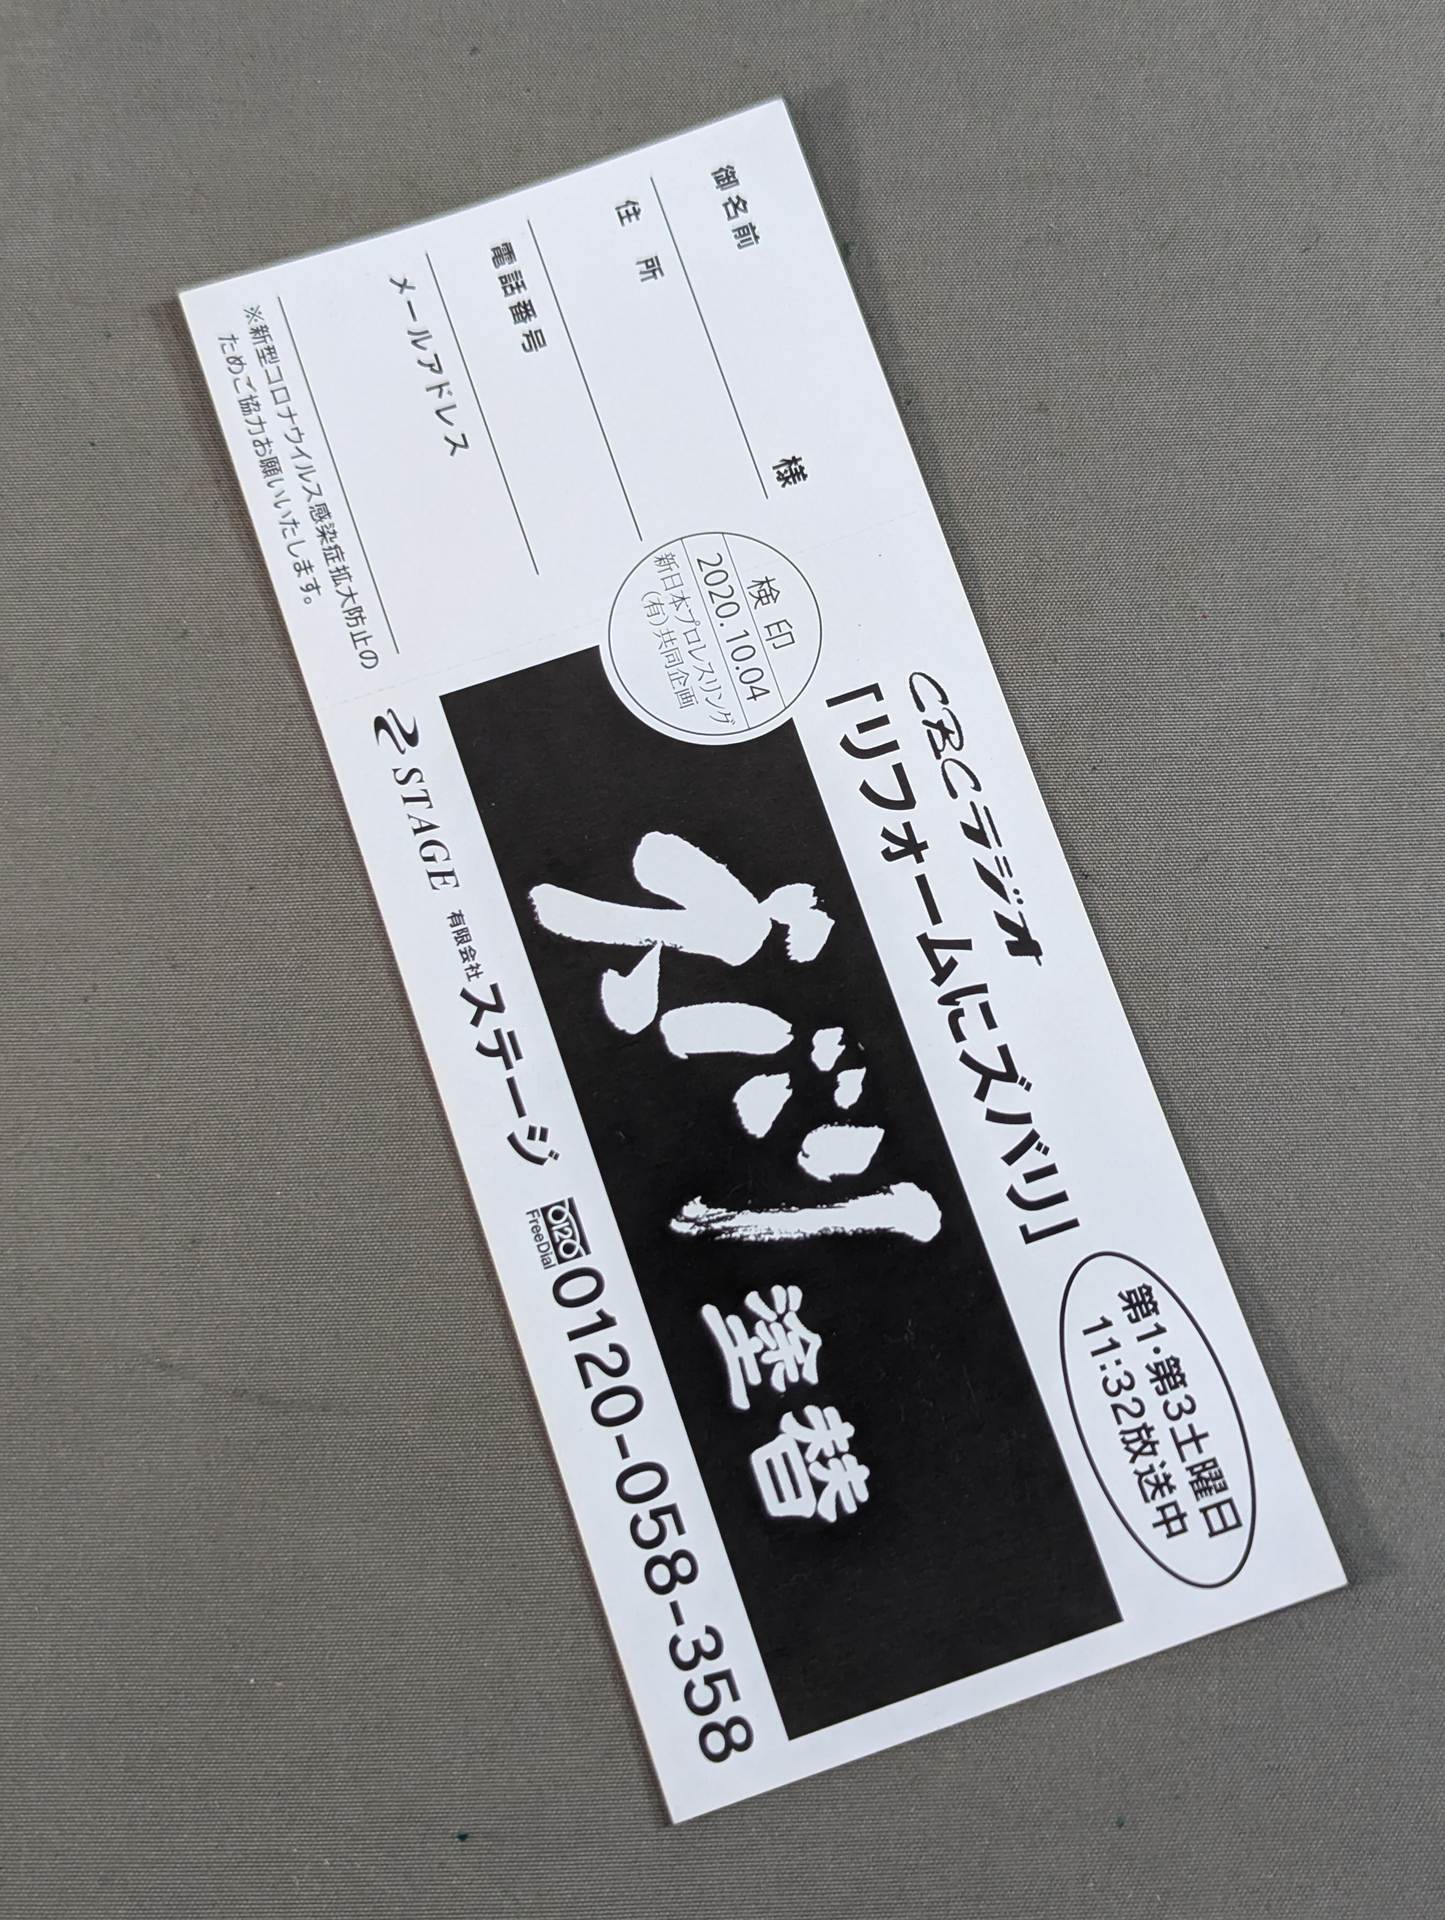 御名前
様
住 所
電話番号
メールアドレス
※新型コロナウイルス感染症拡大防止の
ためご協力お願いいたします。
検 印
2020.10.04
新日本プロレスリング
(有)共同企画
CBCラジオ
「リフォームにズバリ」
第1・第3土曜日
11:32放送中
ズバリ塗替
STAGE 有限会社ステージ 0120 FreeDial 0120-058-358